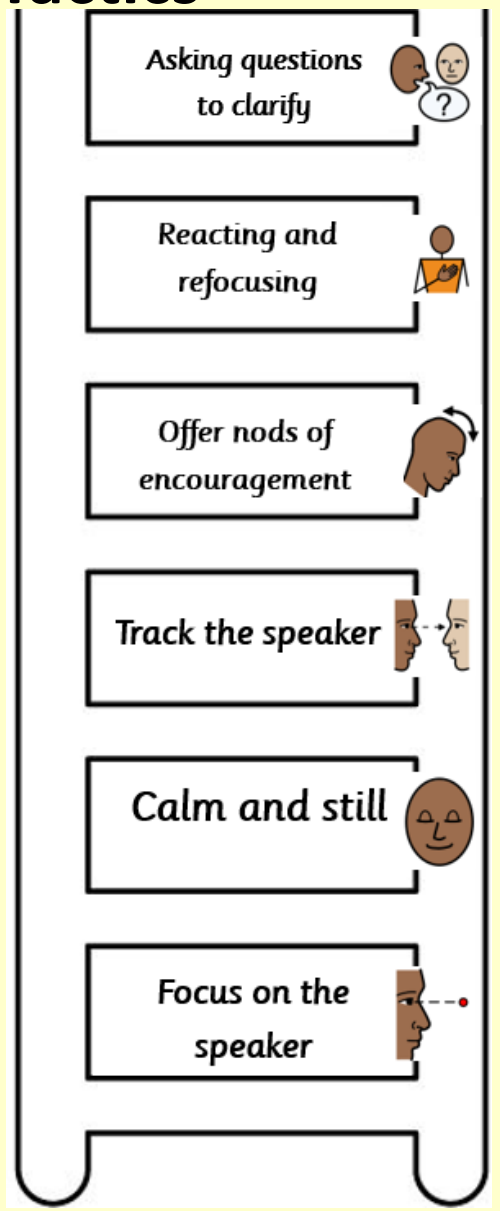 Asking questions
to clarify
?
Reacting and
refocusing
Offer nods of
encouragement
Track the speaker
Calm and still
Focus on the
speaker